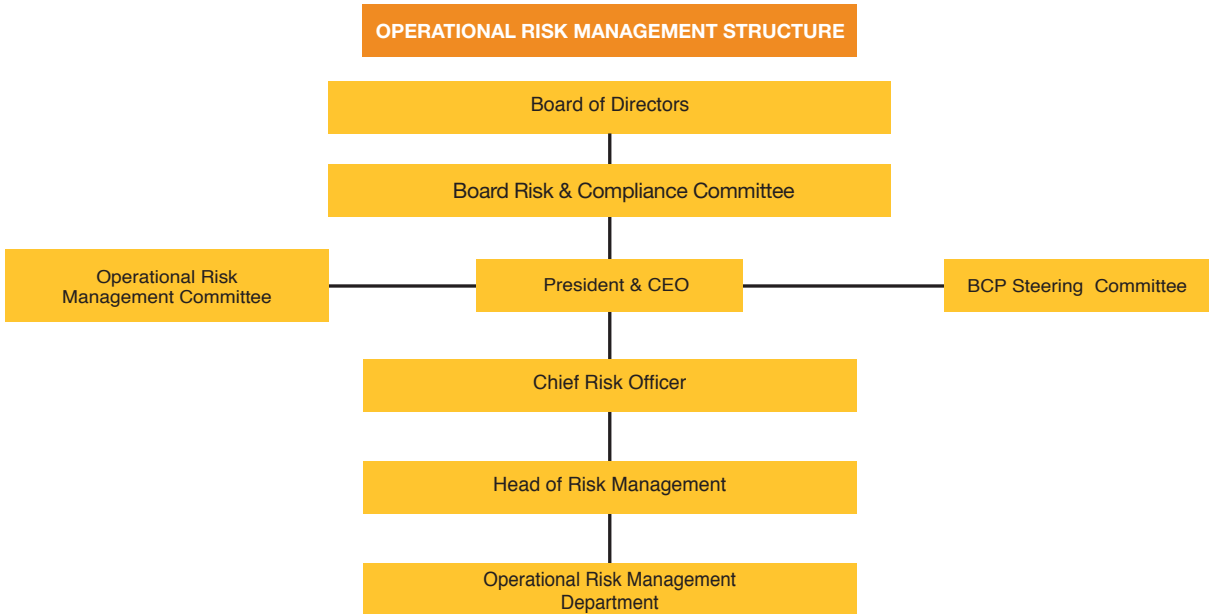 OPERATIONAL RISK MANAGEMENT STRUCTURE
Board of Directors
Board Risk & Compliance Committee
Operational Risk
Management Committee
President & CEO
BCP Steering Committee
Chief Risk Officer
Head of Risk Management
Operational Risk Management
Department